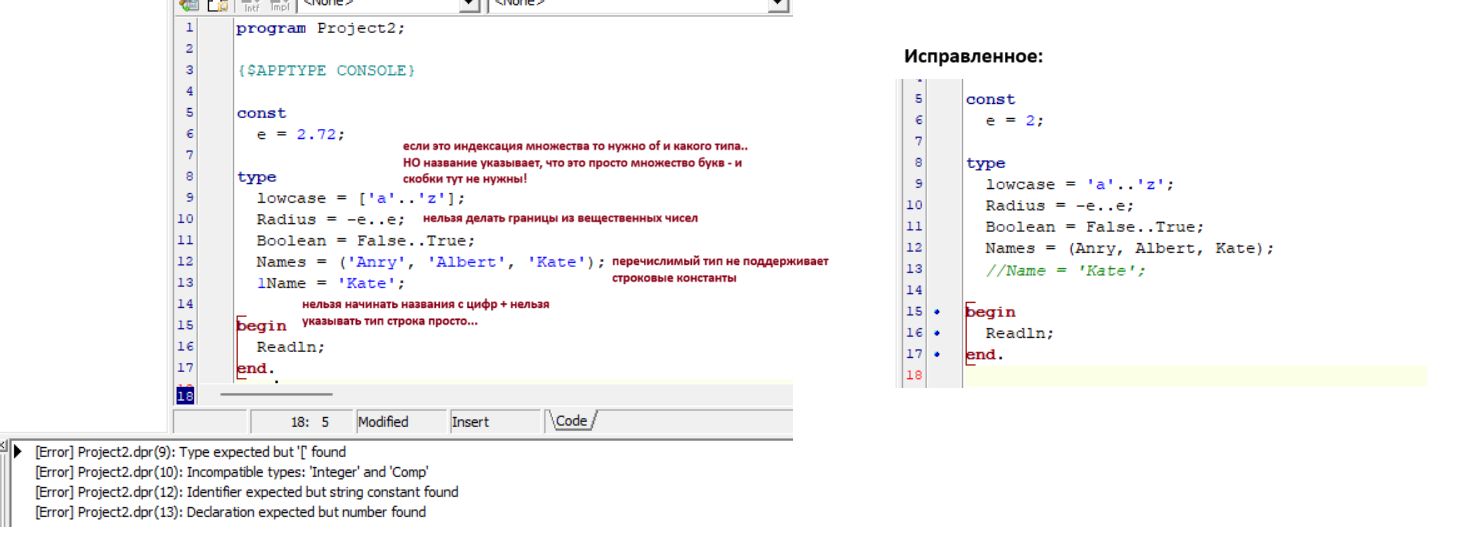 Intf Impl <None> <None>
1 program Project2;
2
3 {$APPTYPE CONSOLE}
4
5 const
6 e = 2.72;
7
8 type
9 lowcase = ['a'..'z'];
10 Radius = -e..e;
11 Boolean = False..True;
12 Names = ('Anry', 'Albert', 'Kate');
13 1Name = 'Kate';
14
15 begin
16 Readln;
17 end.
18
если это индексация множества то нужно of и какого типа..
НО название указывает, что это просто множество букв - и
скобки тут не нужны!
нельзя делать границы из вещественных чисел
перечислимый тип не поддерживает
строковые константы
нельзя начинать названия с цифр + нельзя
указывать тип строка просто...
18: 5 Modified Insert Code
[Error] Project2.dpr(9): Type expected but '[' found
[Error] Project2.dpr(10): Incompatible types: 'Integer' and 'Comp'
[Error] Project2.dpr(12): Identifier expected but string constant found
[Error] Project2.dpr(13): Declaration expected but number found
Исправленное:
5 const
6 e = 2;
7
8 type
9 lowcase = 'a'..'z';
10 Radius = -e..e;
11 Boolean = False..True;
12 Names = (Anry, Albert, Kate);
13 //Name = 'Kate';
14
15 begin
16 Readln;
17 end.
18